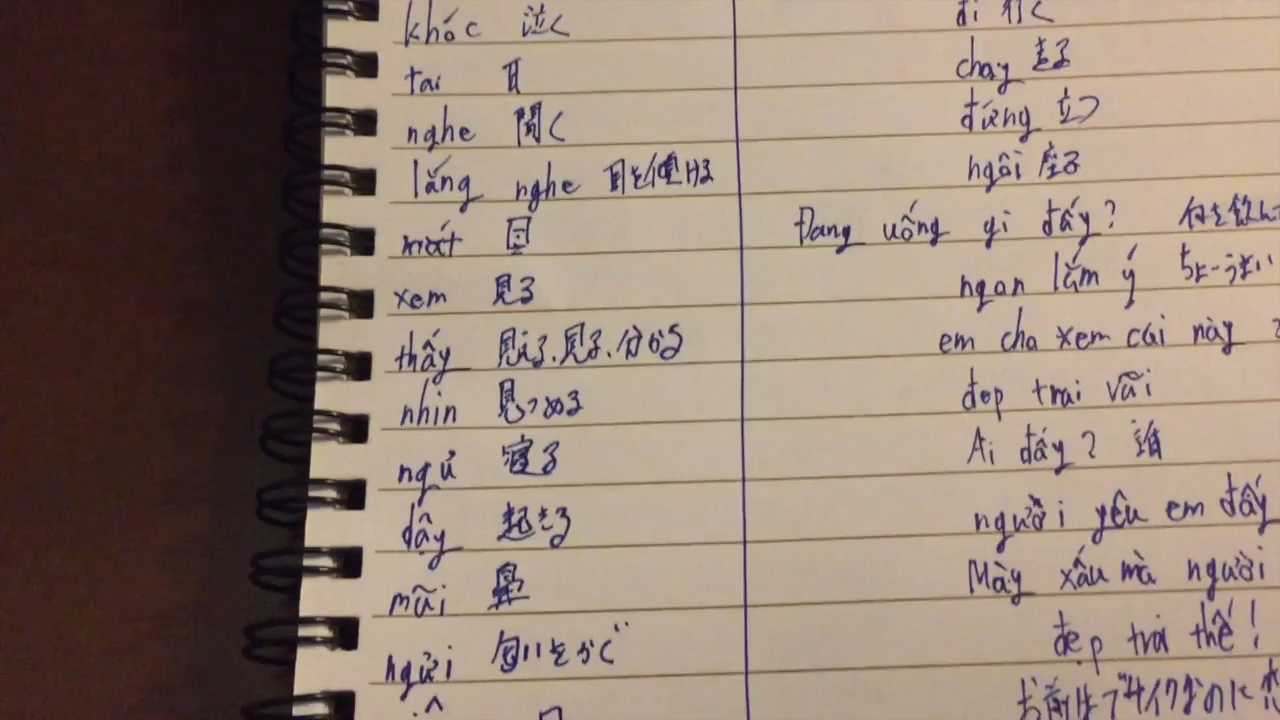 khóc 泣く
tai 耳
nghe 聞く
lắng nghe 耳を傾ける
mắt 目
xem 見る
thấy 見える、見る、分かる
nhìn 見つめる
ngủ 寝る
dậy 起きる
mũi 鼻
ngửi 匂いをかぐ
đi 行く
chạy 走る
đứng 立つ
ngồi 座る
Đang uống gì đấy? 何を飲ん
ngan lắm ý ちょーうまい
em cho xem cái này
đẹp trai vãi
Ai đấy? 誰
người yêu em đấy
Mày xấu mà người
đẹp trai thế!
お前はブサイクなのに